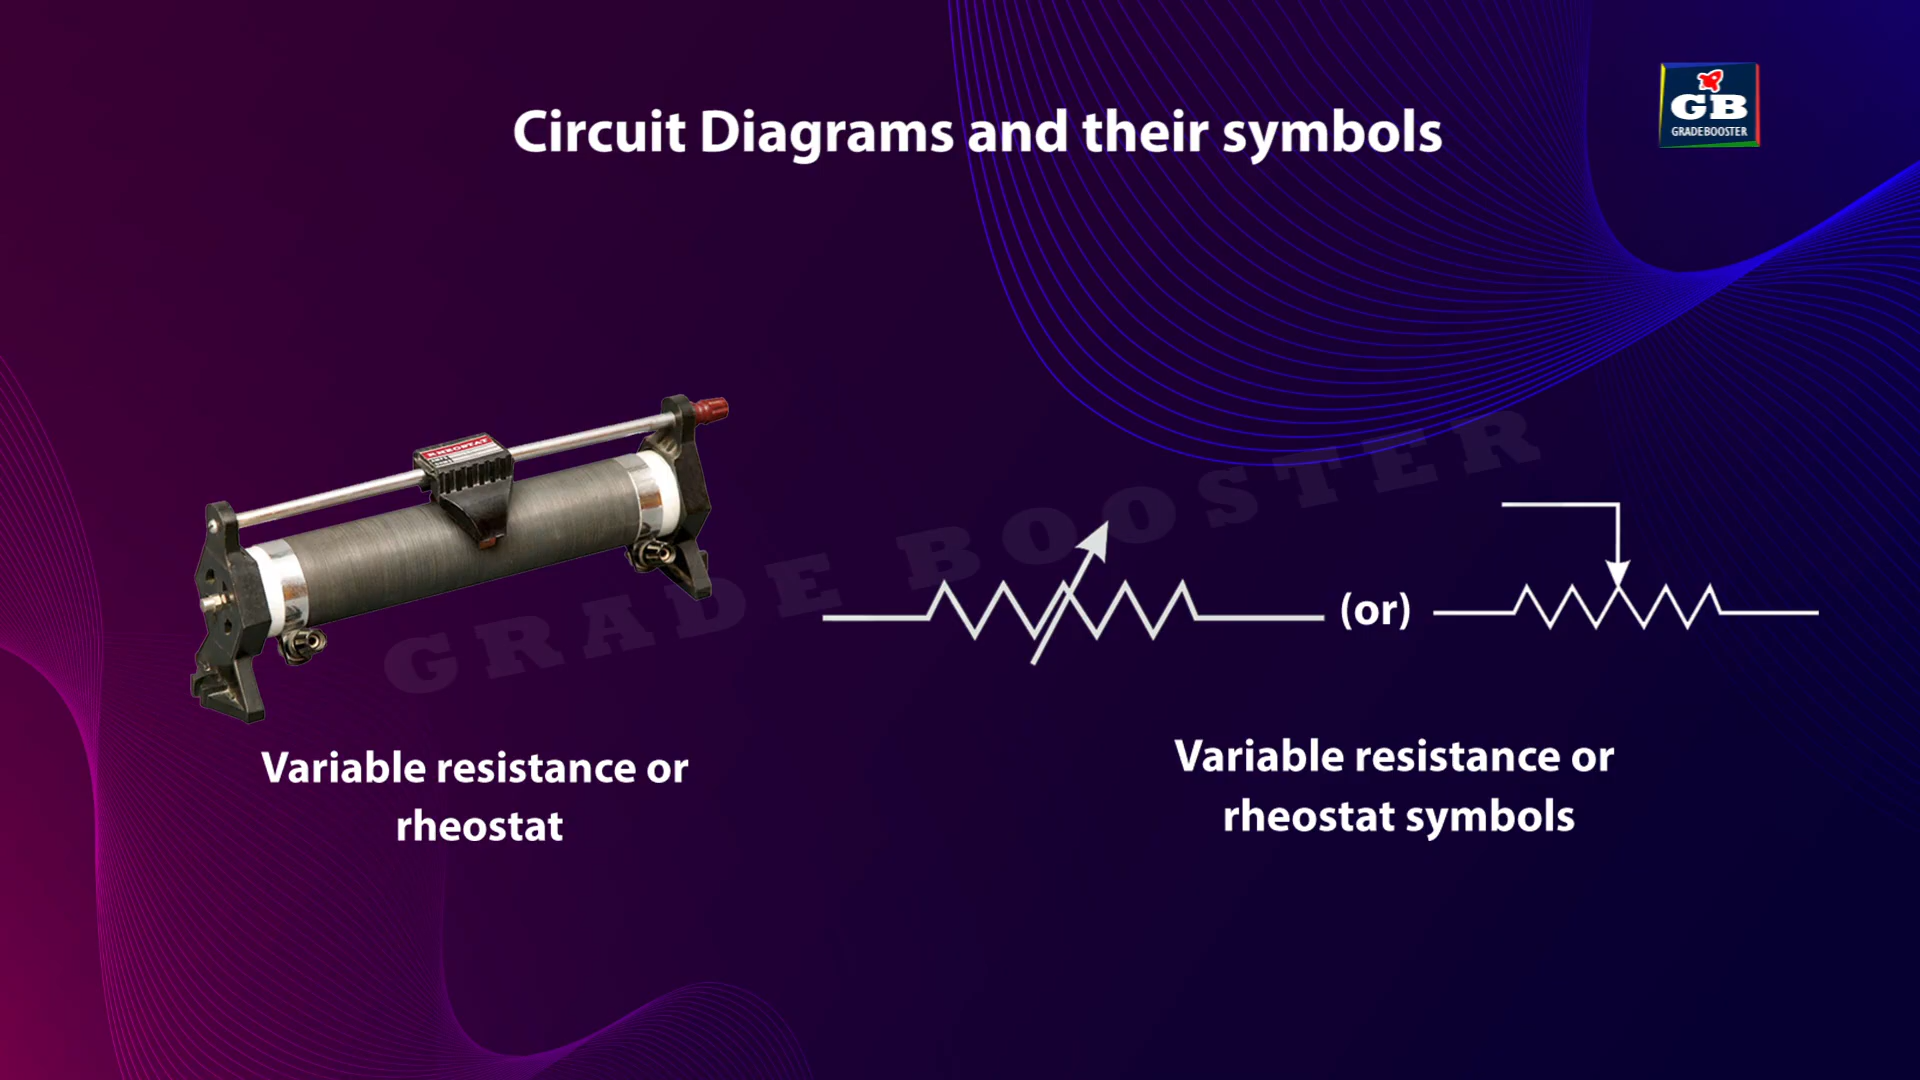 Circuit Diagrams and their symbols
GB
GRADEBOOSTER
RHEOSTAT
GRADE BOOSTER
(or)
Variable resistance or
rheostat
Variable resistance or
rheostat symbols